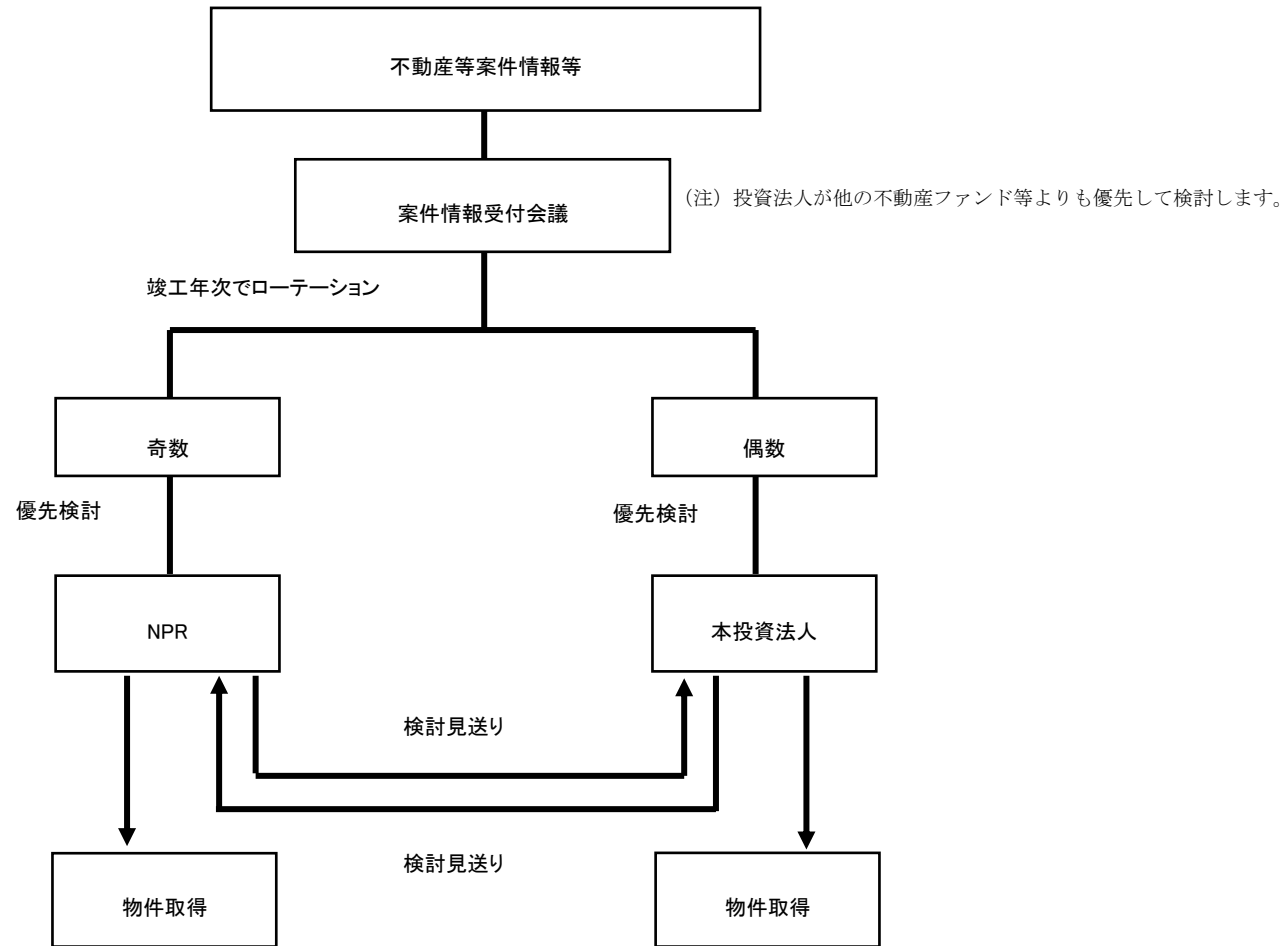 不動産等案件情報等
案件情報受付会議
（注）投資法人が他の不動産ファンド等よりも優先して検討します。
竣工年次でローテーション
奇数
偶数
優先検討
優先検討
NPR
本投資法人
検討見送り
検討見送り
物件取得
物件取得